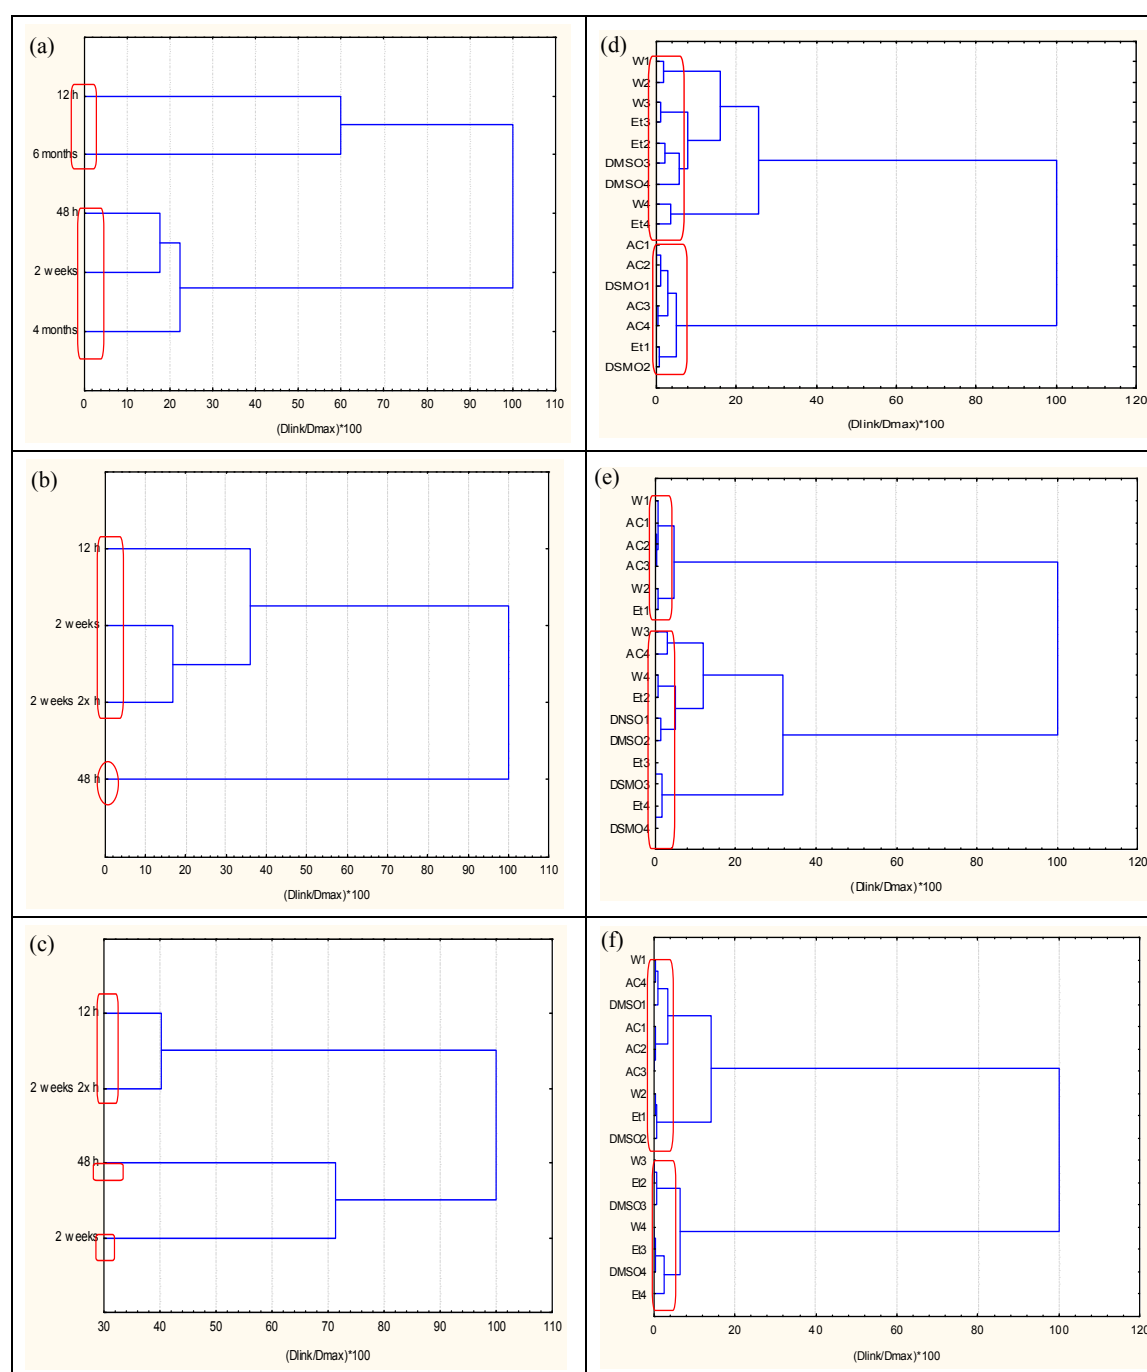 (a)
12 h
6 months
48 h
2 weeks
4 months
0 10 20 30 40 50 60 70 80 90 100 110
(Dlink/Dmax)*100
(d)
W1
W2
W3
Et3
Et2
DMSO3
DMSO4
W4
Et4
AC1
AC2
DSMO1
AC3
AC4
Et1
DSMO2
0 20 40 60 80 100 120
(Dlink/Dmax)*100
(b)
12 h
2 weeks
2 weeks 2x h
48 h
0 10 20 30 40 50 60 70 80 90 100 110
(Dlink/Dmax)*100
(e)
W1
AC1
AC2
AC3
W2
Et1
W3
AC4
W4
Et2
DNSO1
DMSO2
Et3
DSMO3
Et4
DSMO4
0 20 40 60 80 100 120
(Dlink/Dmax)*100
(c)
12 h
2 weeks 2x h
48 h
2 weeks
30 40 50 60 70 80 90 100 110
(Dlink/Dmax)*100
(f)
W1
AC4
DMSO1
AC1
AC2
AC3
W2
Et1
DMSO2
W3
Et2
DMSO3
W4
Et3
DMSO4
Et4
0 20 40 60 80 100 120
(Dlink/Dmax)*100